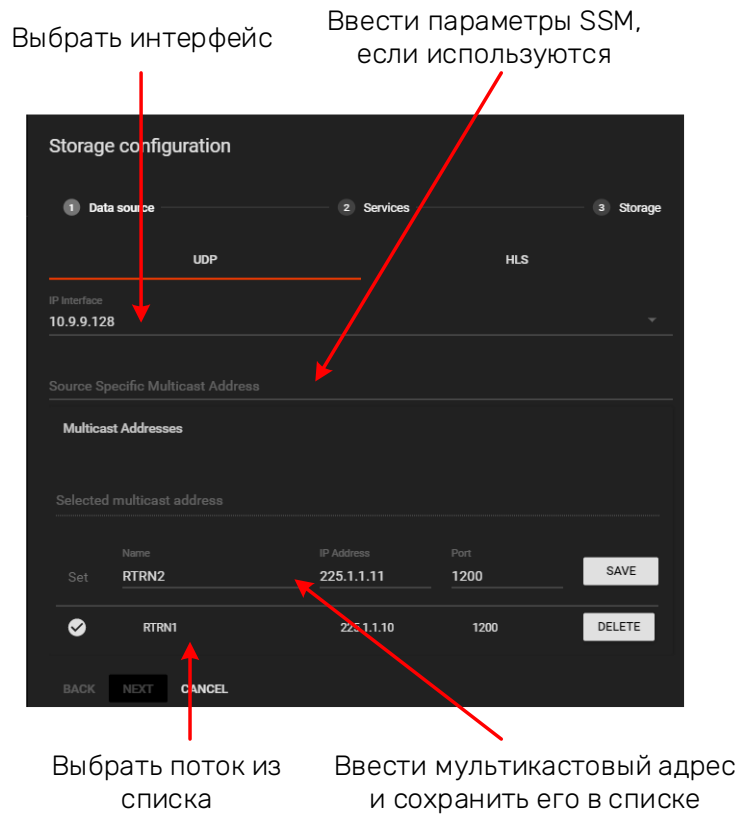 Выбрать интерфейс
Ввести параметры SSM,
если используются
Storage configuration
1 Data source
2 Services
3 Storage
UDP
HLS
IP Interface
10.9.9.128
Source Specific Multicast Address
Multicast Addresses
Selected multicast address
Name IP Address Port
Set RTRN2 225.1.1.11 1200 SAVE
RTRN1 225.1.1.10 1200 DELETE
BACK NEXT CANCEL
Выбрать поток из
списка
Ввести мультикастовый адрес
и сохранить его в списке